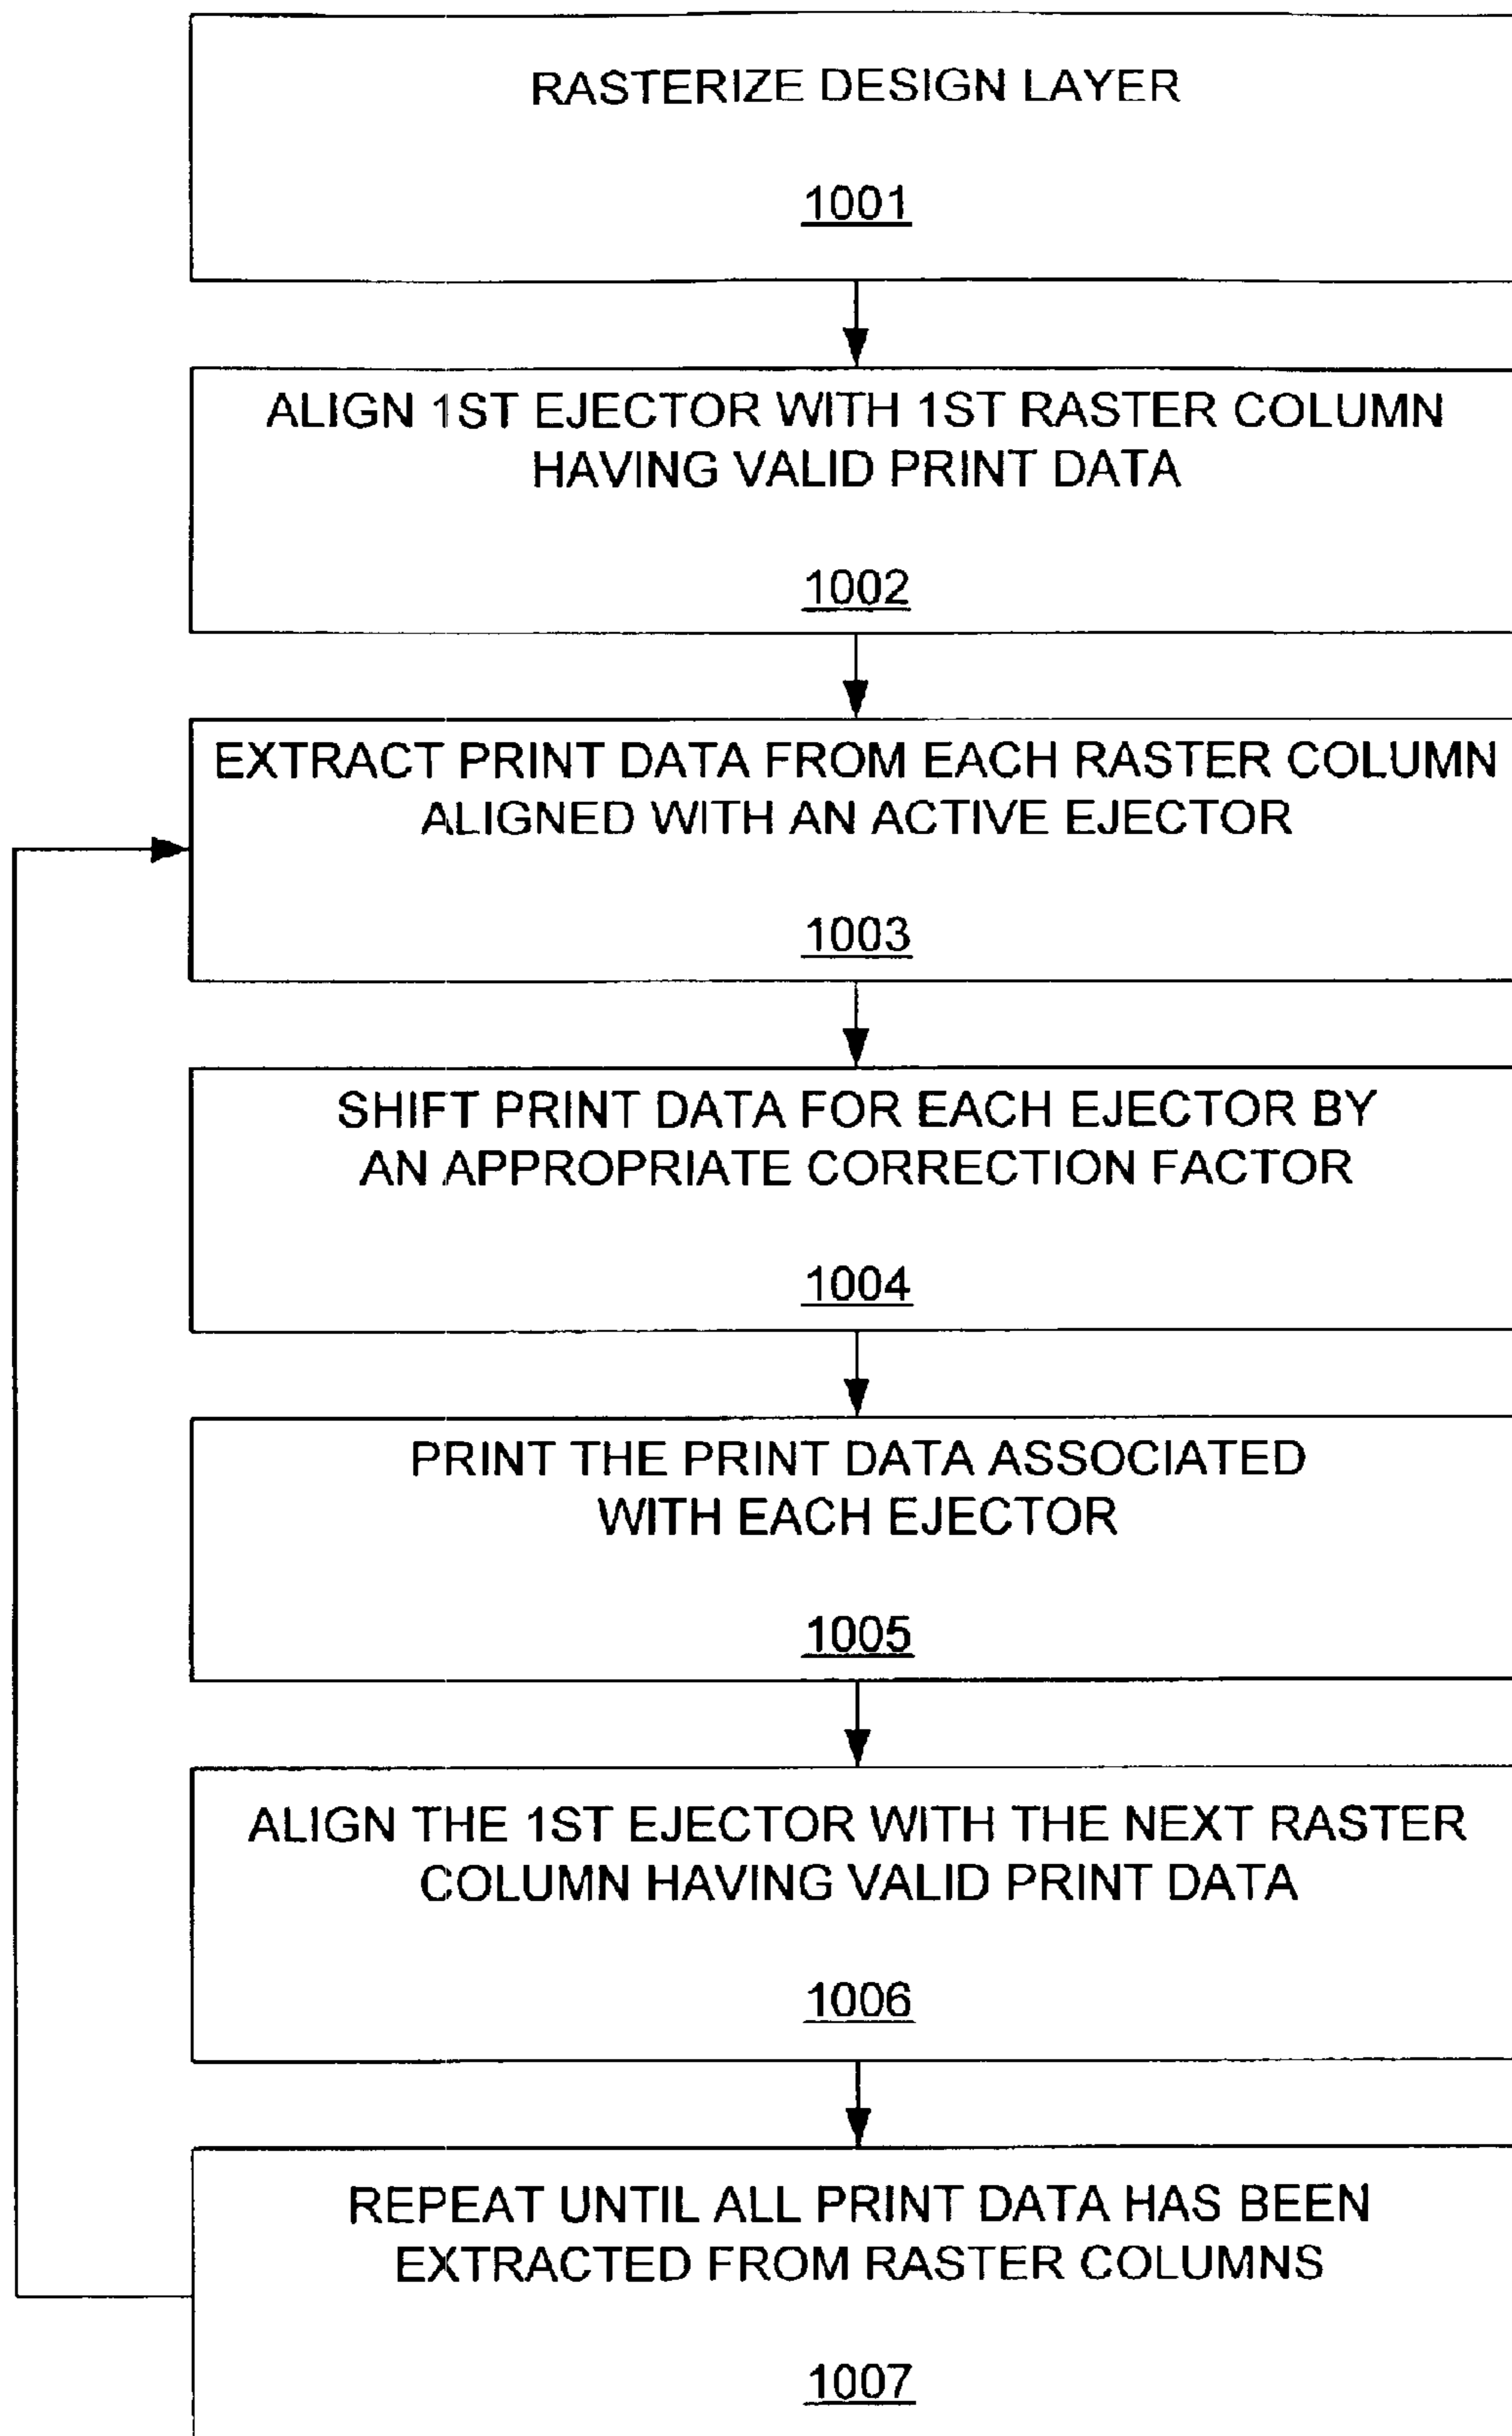 RASTERIZE DESIGN LAYER
1001
ALIGN 1ST EJECTOR WITH 1ST RASTER COLUMN
HAVING VALID PRINT DATA
1002
EXTRACT PRINT DATA FROM EACH RASTER COLUMN
ALIGNED WITH AN ACTIVE EJECTOR
1003
SHIFT PRINT DATA FOR EACH EJECTOR BY
AN APPROPRIATE CORRECTION FACTOR
1004
PRINT THE PRINT DATA ASSOCIATED
WITH EACH EJECTOR
1005
ALIGN THE 1ST EJECTOR WITH THE NEXT RASTER
COLUMN HAVING VALID PRINT DATA
1006
REPEAT UNTIL ALL PRINT DATA HAS BEEN
EXTRACTED FROM RASTER COLUMNS
1007